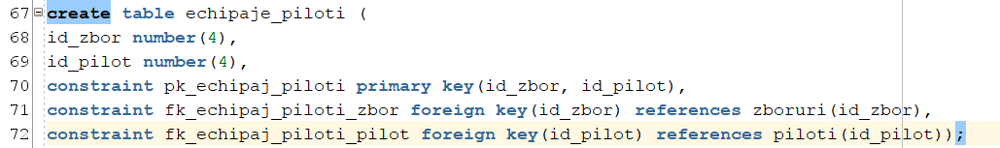 67 create table echipaje_piloti (
68 id_zbor number(4),
69 id_pilot number(4),
70 constraint pk_echipaj_piloti primary key(id_zbor, id_pilot),
71 constraint fk_echipaj_piloti_zbor foreign key(id_zbor) references zboruri(id_zbor),
72 constraint fk_echipaj_piloti_pilot foreign key(id_pilot) references piloti(id_pilot));